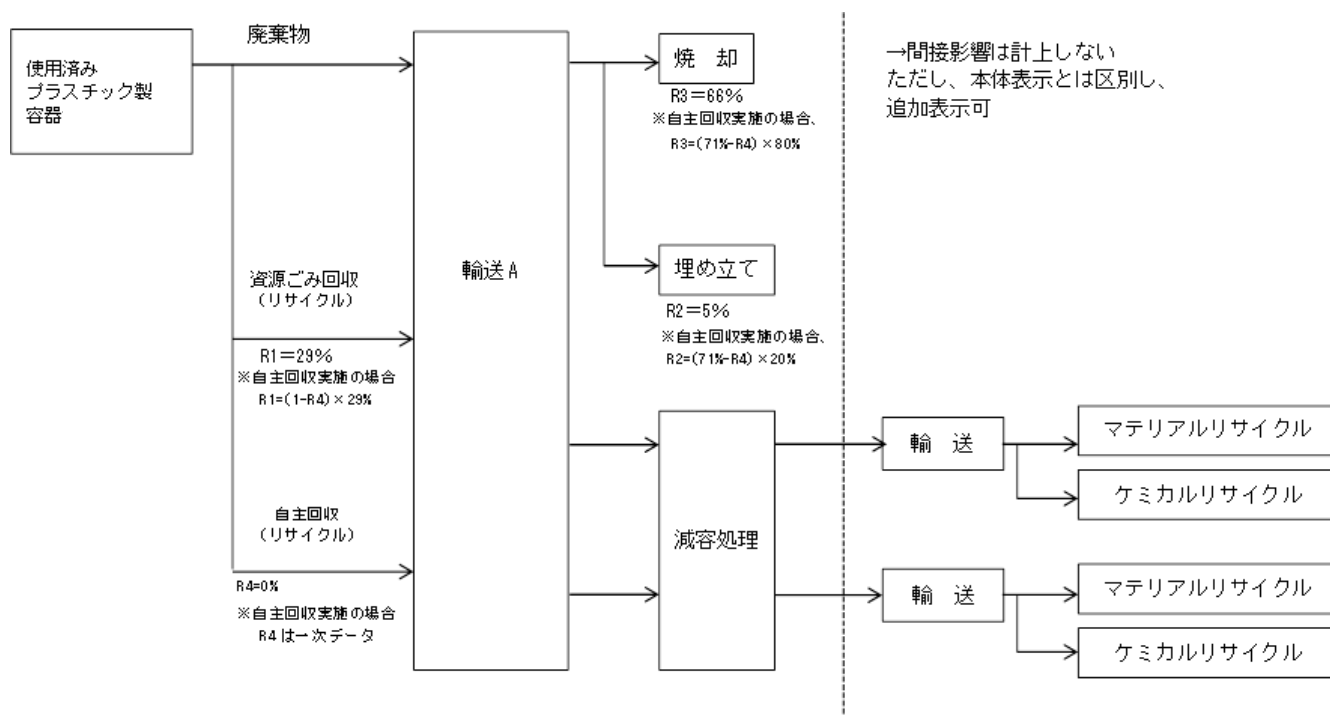 使用済み
プラスチック製
容器
廃棄物
資源ごみ回収
（リサイクル）
R1＝29％
※自主回収実施の場合
R1=(1-R4)×29%
自主回収
（リサイクル）
R4=0%
※自主回収実施の場合
R4は一次データ
輸送A
焼　却
R3＝66％
※自主回収実施の場合、
R3=(71%-R4)×80%
埋め立て
R2＝5％
※自主回収実施の場合、
R2=(71%-R4)×20%
減容処理
→間接影響は計上しない
ただし、本体表示とは区別し、
追加表示可
輸　送
マテリアルリサイクル
ケミカルリサイクル
輸　送
マテリアルリサイクル
ケミカルリサイクル